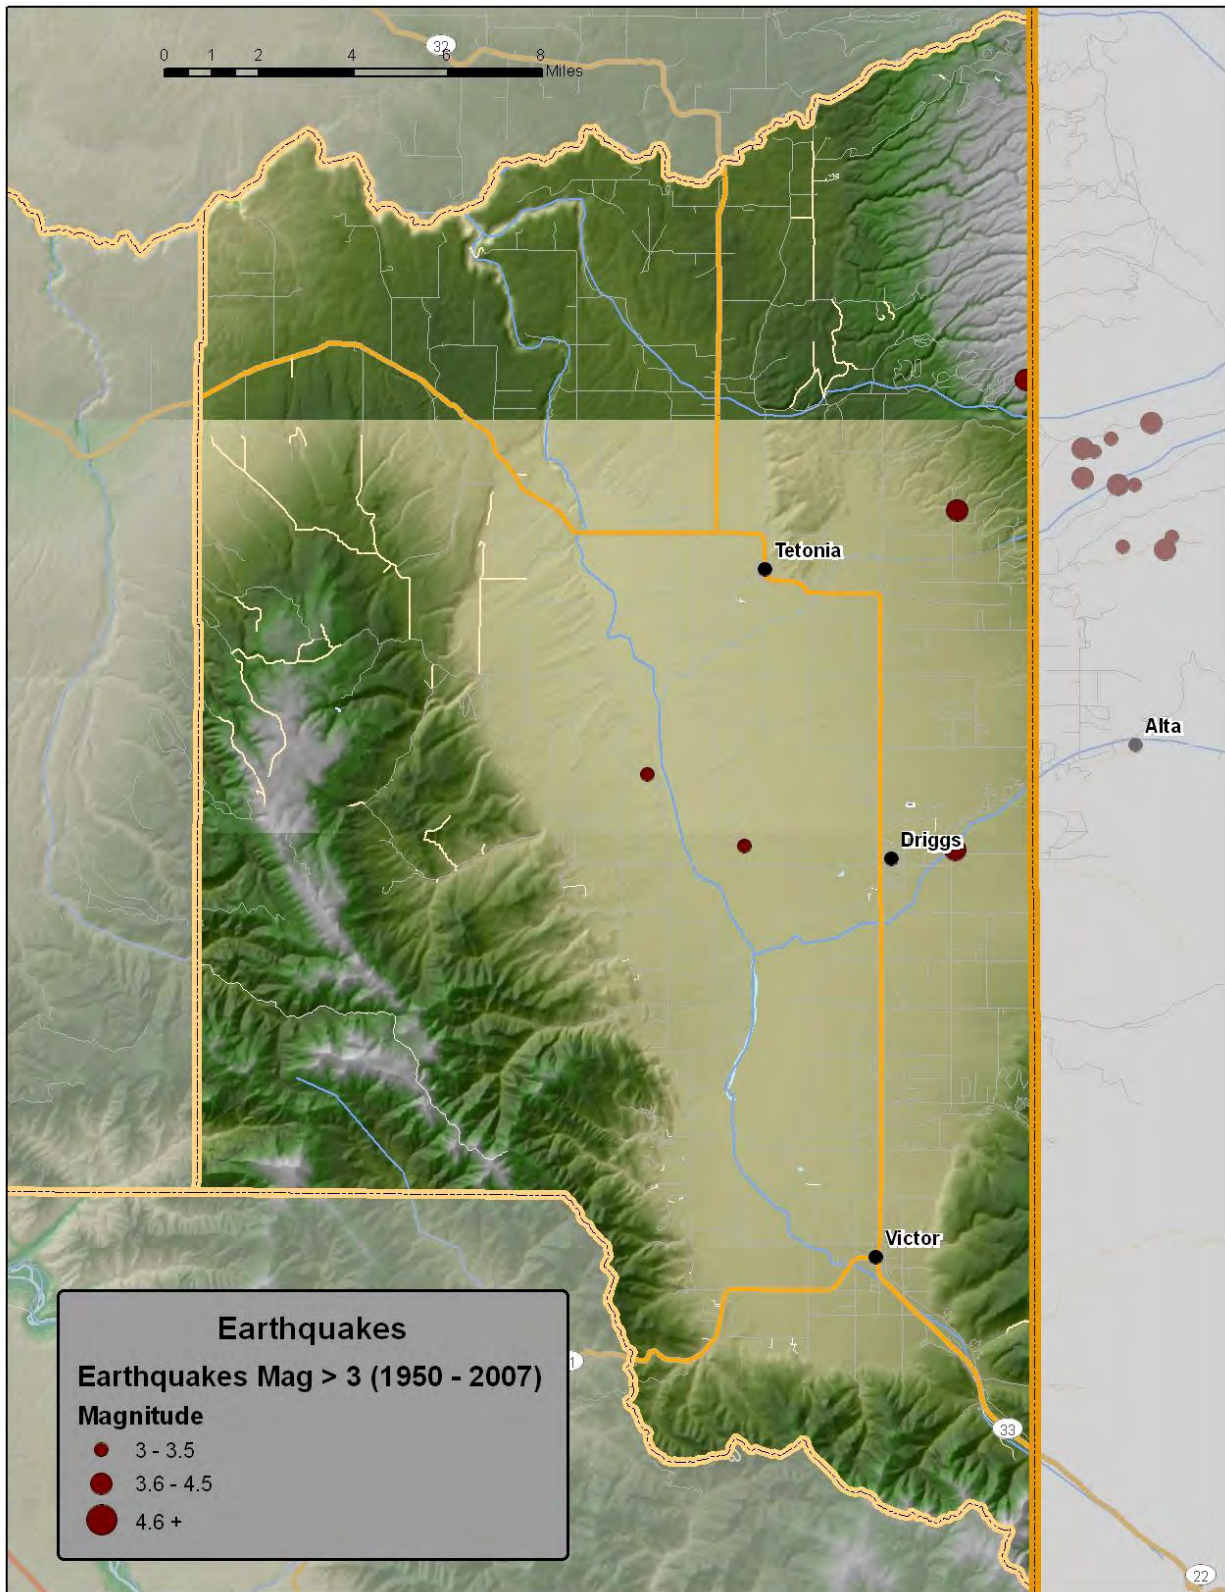 0 1 2 4 6 8
Miles
32
Tetonia
Alta
Driggs
Victor
33
22
Earthquakes
Earthquakes Mag > 3 (1950 - 2007)
Magnitude
3 - 3.5
3.6 - 4.5
4.6 +